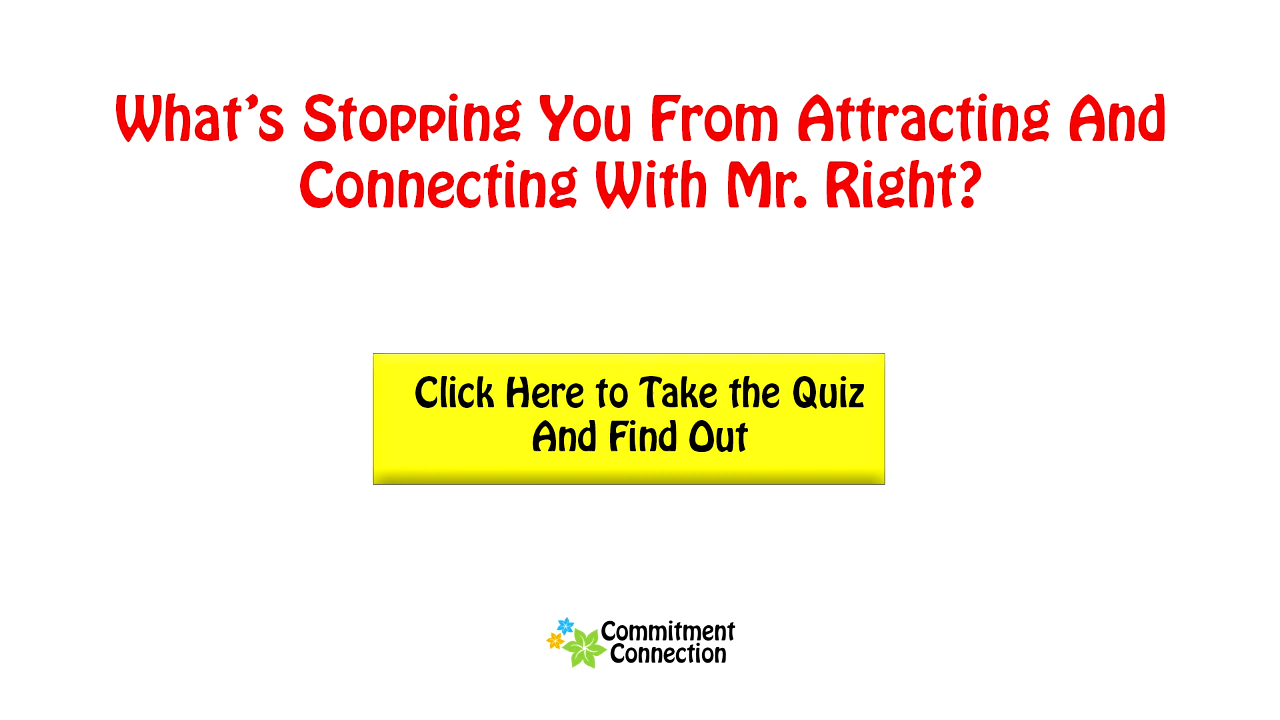 What's Stopping You From Attracting And
Connecting With Mr. Right?
Click Here to Take the Quiz
And Find Out
Commitment
Connection